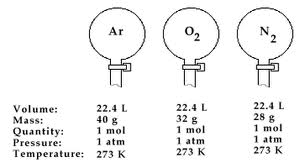 Ar O2 N2
Volume: 22.4 L 22.4 L 22.4 L
Mass: 40 g 32 g 28 g
Quantity: 1 mol 1 mol 1 mol
Pressure: 1 atm 1 atm 1 atm
Temperature: 273 K 273 K 273 K